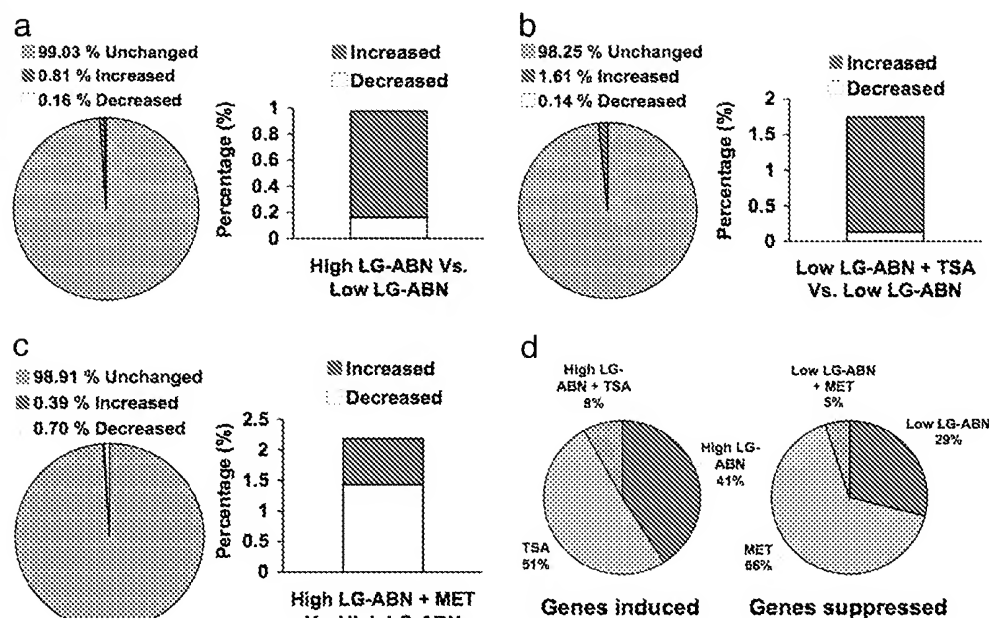 a
99.03 % Unchanged
0.81 % Increased
0.16 % Decreased
Increased
Decreased
Percentage (%)
1
0.8
0.6
0.4
0.2
0
High LG-ABN Vs.
Low LG-ABN
b
98.25 % Unchanged
1.61 % Increased
0.14 % Decreased
Increased
Decreased
Percentage (%)
2
1.5
1
0.5
0
Low LG-ABN + TSA
Vs. Low LG-ABN
c
98.91 % Unchanged
0.39 % Increased
0.70 % Decreased
Increased
Decreased
Percentage (%)
2.5
2
1.5
1
0.5
0
High LG-ABN + MET
d
High LG-
ABN + TSA
8%
High LG-
ABN
41%
TSA
51%
Genes induced
Low LG-ABN
+ MET
5%
Low LG-ABN
29%
MET
66%
Genes suppressed